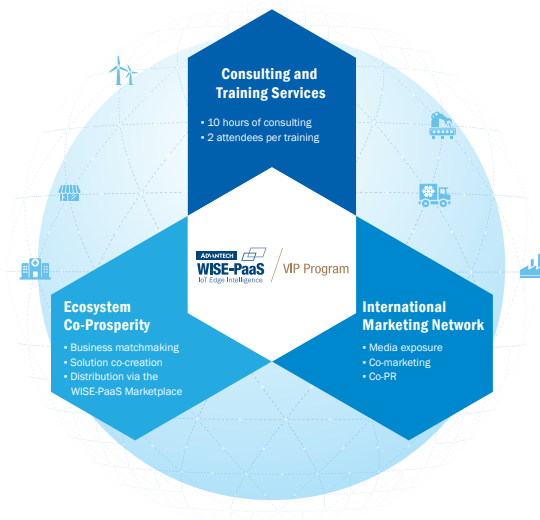 Consulting and
Training Services
▪ 10 hours of consulting
▪ 2 attendees per training
ADVANTECH
WISE-PaaS
IoT Edge Intelligence
VIP Program
Ecosystem
Co-Prosperity
▪ Business matchmaking
▪ Solution co-creation
▪ Distribution via the
WISE-PaaS Marketplace
International
Marketing Network
▪ Media exposure
▪ Co-marketing
▪ Co-PR